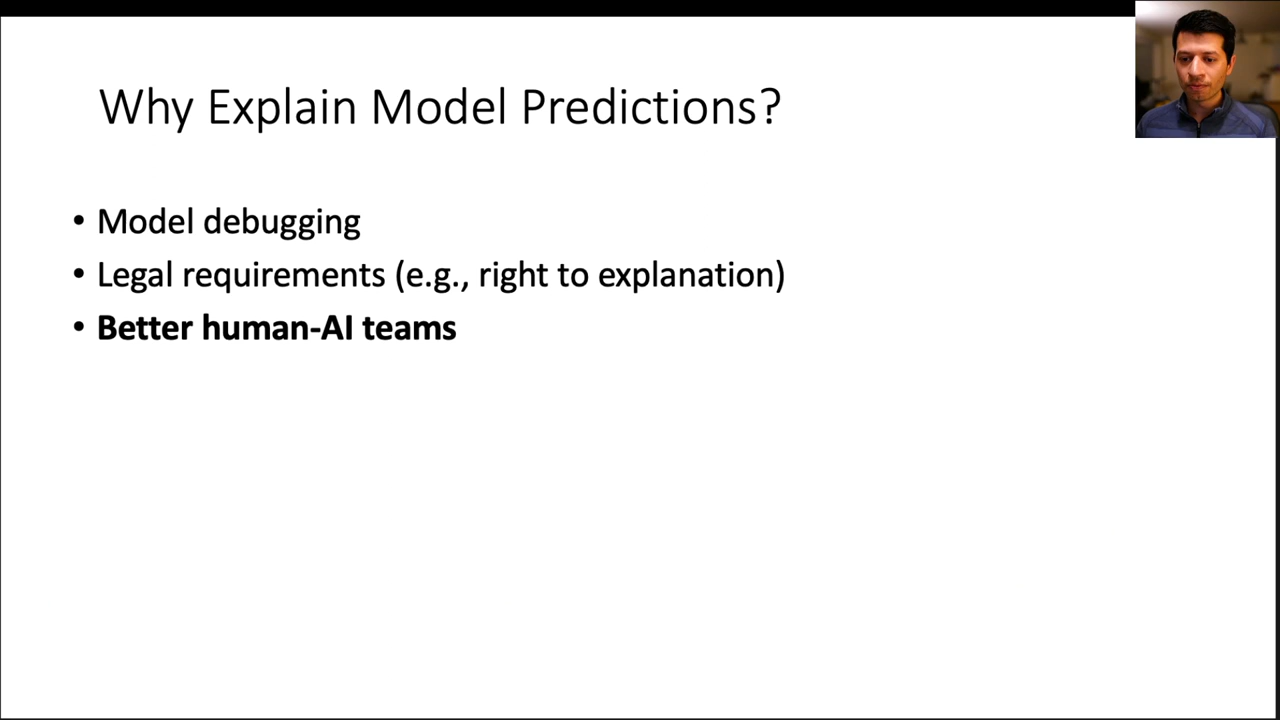 Why Explain Model Predictions?
• Model debugging
• Legal requirements (e.g., right to explanation)
• Better human-AI teams